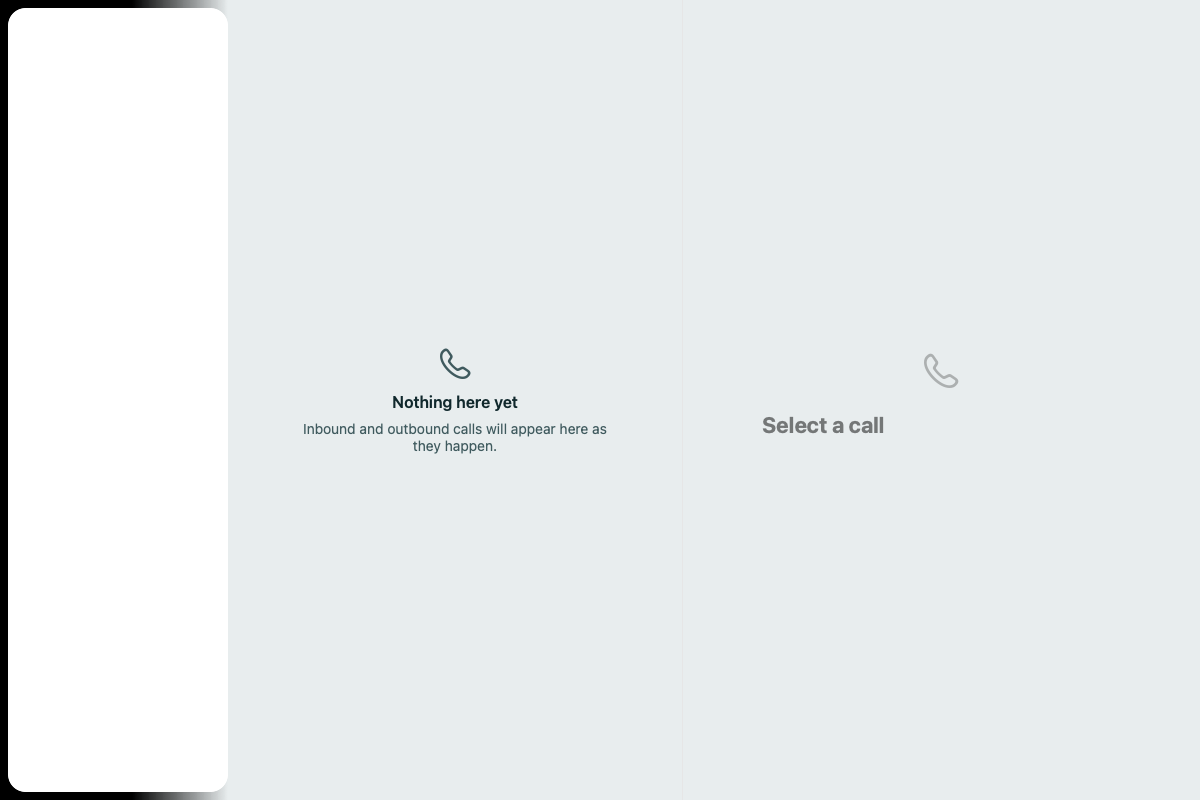 Nothing here yet
Inbound and outbound calls will appear here as
they happen.
Select a call